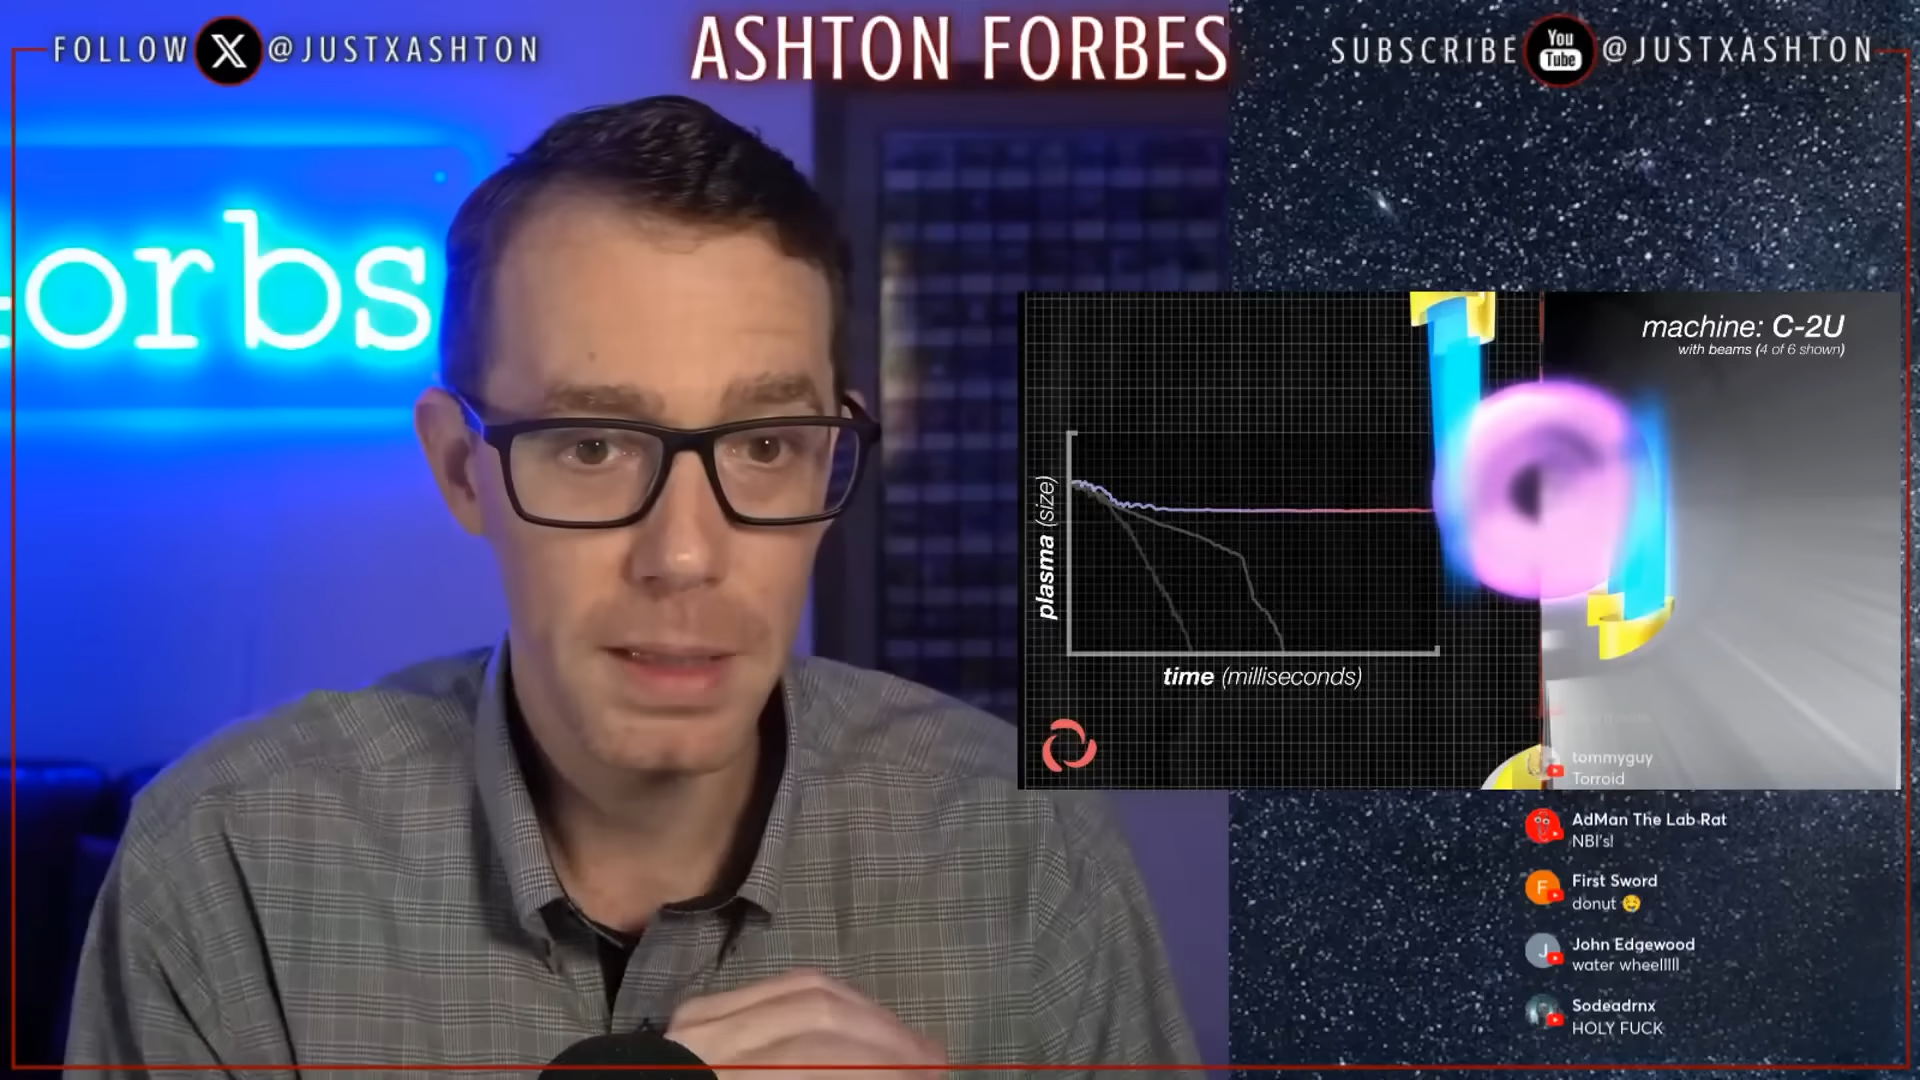 FOLLOW X @JUSTXASHTON
ASHTON FORBES
SUBSCRIBE You Tube @JUSTXASHTON
orbs
machine: C-2U
with beams (4 of 6 shown)
plasma (size)
time (milliseconds)
tommyguy
Torroid
AdMan The Lab Rat
NBI's!
F
First Sword
donut 🤤
J
John Edgewood
water wheelllll
Sodeadrnx
HOLY FUCK